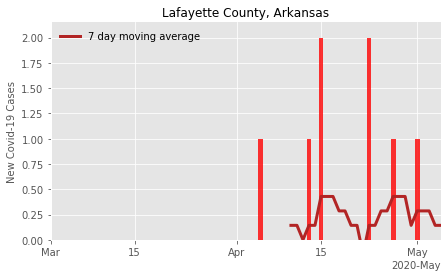 Lafayette County, Arkansas
7 day moving average
New Covid-19 Cases
2.00
1.75
1.50
1.25
1.00
0.75
0.50
0.25
0.00
Mar 15 Apr 15 May
2020-May